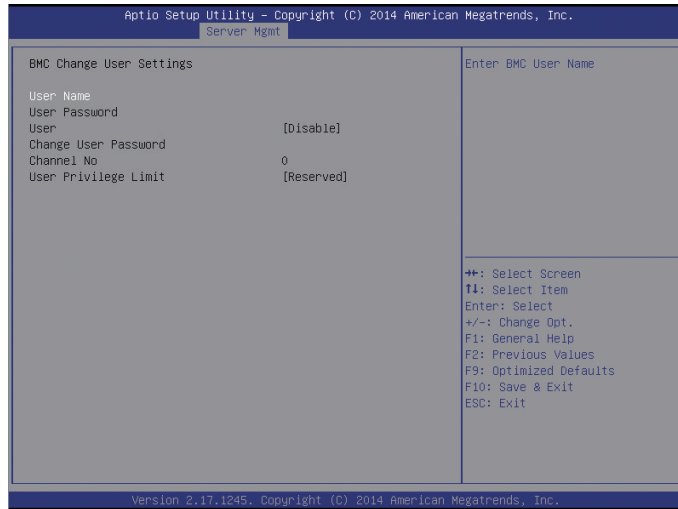 Aptio Setup Utility – Copyright (C) 2014 American Megatrends, Inc.
Server Mgmt
BMC Change User Settings
User Name
User Password
User [Disable]
Change User Password
Channel No 0
User Privilege Limit [Reserved]
Enter BMC User Name
→←: Select Screen
↑↓: Select Item
Enter: Select
+/-: Change Opt.
F1: General Help
F2: Previous Values
F9: Optimized Defaults
F10: Save & Exit
ESC: Exit
Version 2.17.1245. Copyright (C) 2014 American Megatrends, Inc.